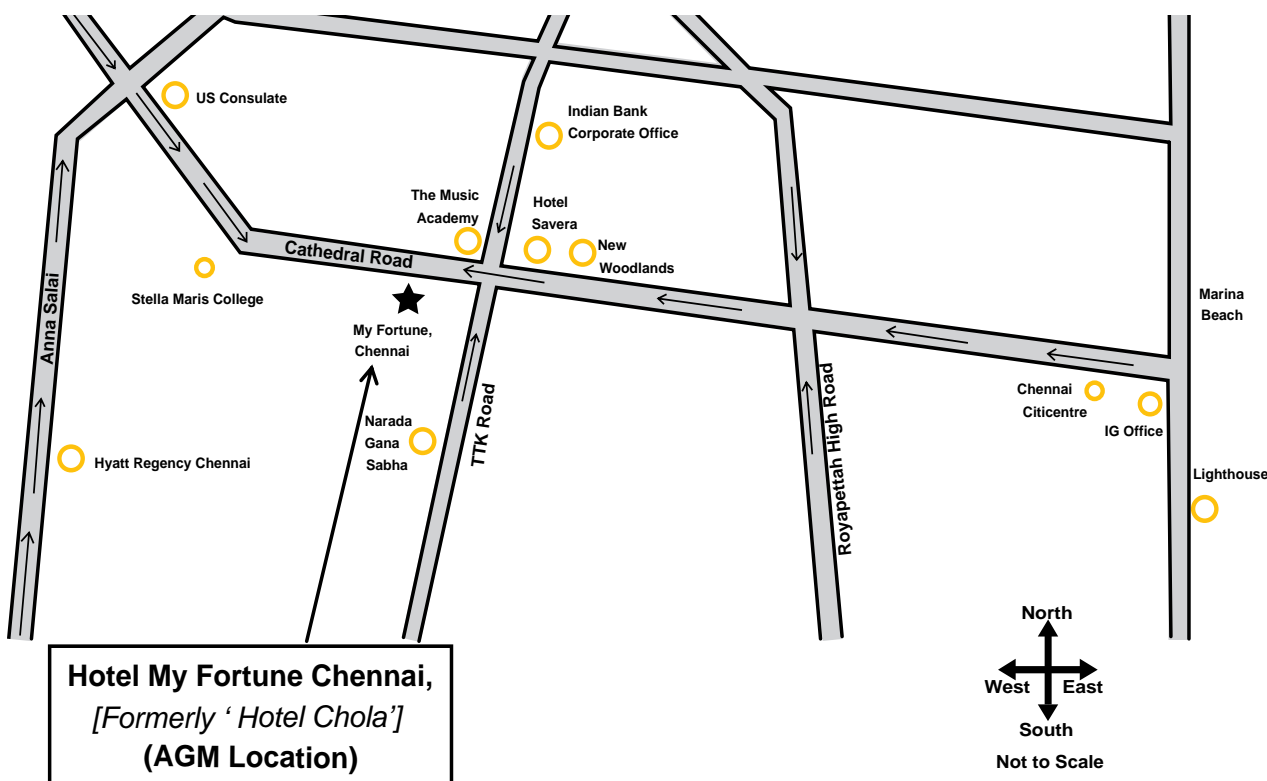 US Consulate
Indian Bank
Corporate Office
The Music
Academy
Hotel
Savera
New
Woodlands
Cathedral Road
Stella Maris College
Anna Salai
My Fortune,
Chennai
Marina
Beach
Chennai
Citicentre
IG Office
TTK Road
Royapettah High Road
Narada
Gana
Sabha
Hyatt Regency Chennai
Lighthouse
North
West East
South
Not to Scale
Hotel My Fortune Chennai,
[Formerly ‘ Hotel Chola’]
(AGM Location)